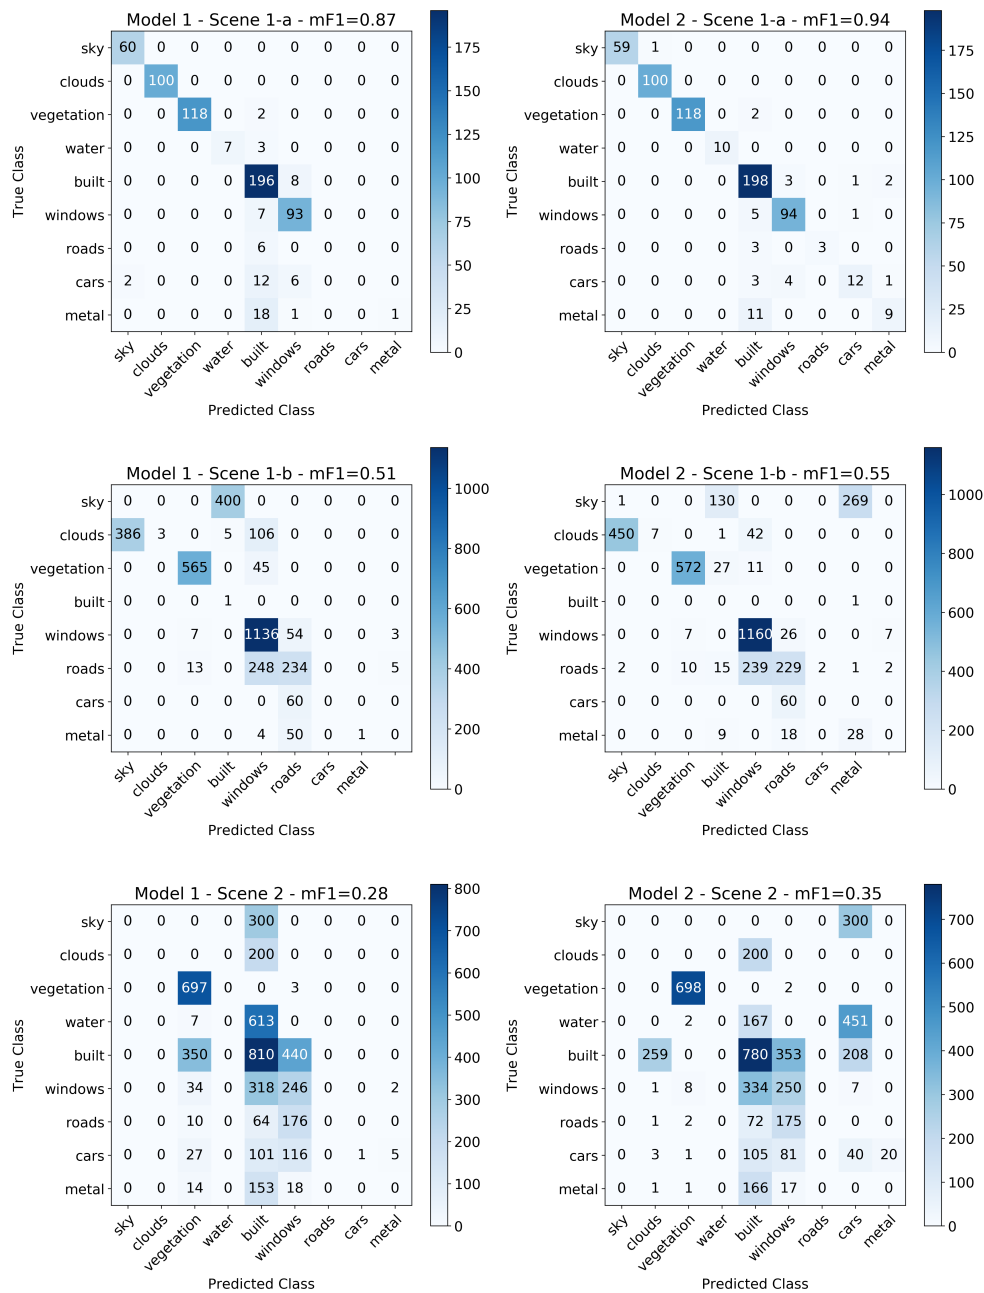 Model 1 - Scene 1-a - mF1=0.87
True Class
sky 60 0 0 0 0 0 0 0 0
clouds 0 100 0 0 0 0 0 0 0
vegetation 0 0 118 0 2 0 0 0 0
water 0 0 0 7 3 0 0 0 0
built 0 0 0 0 196 8 0 0 0
windows 0 0 0 0 7 93 0 0 0
roads 0 0 0 0 6 0 0 0 0
cars 2 0 0 0 12 6 0 0 0
metal 0 0 0 0 18 1 0 0 1
sky clouds vegetation water built windows roads cars metal
Predicted Class
175
150
125
100
75
50
25
0
Model 2 - Scene 1-a - mF1=0.94
True Class
sky 59 1 0 0 0 0 0 0 0
clouds 0 100 0 0 0 0 0 0 0
vegetation 0 0 118 0 2 0 0 0 0
water 0 0 0 10 0 0 0 0 0
built 0 0 0 0 198 3 0 1 2
windows 0 0 0 0 5 94 0 1 0
roads 0 0 0 0 3 0 3 0 0
cars 0 0 0 0 3 4 0 12 1
metal 0 0 0 0 11 0 0 0 9
sky clouds vegetation water built windows roads cars metal
Predicted Class
175
150
125
100
75
50
25
0
Model 1 - Scene 1-b - mF1=0.51
True Class
sky 0 0 0 400 0 0 0 0 0
clouds 386 3 0 5 106 0 0 0 0
vegetation 0 0 565 0 45 0 0 0 0
built 0 0 0 1 0 0 0 0 0
windows 0 0 7 0 1136 54 0 0 3
roads 0 0 13 0 248 234 0 0 5
cars 0 0 0 0 0 60 0 0 0
metal 0 0 0 0 4 50 0 1 0
sky clouds vegetation built windows roads cars metal
Predicted Class
1000
800
600
400
200
0
Model 2 - Scene 1-b - mF1=0.55
True Class
sky 1 0 0 130 0 0 0 269 0
clouds 450 7 0 1 42 0 0 0 0
vegetation 0 0 572 27 11 0 0 0 0
built 0 0 0 0 0 0 0 1 0
windows 0 0 7 0 1160 26 0 0 7
roads 2 0 10 15 239 229 2 1 2
cars 0 0 0 0 0 60 0 0 0
metal 0 0 0 9 0 18 0 28 0
sky clouds vegetation built windows roads cars metal
Predicted Class
1000
800
600
400
200
0
Model 1 - Scene 2 - mF1=0.28
True Class
sky 0 0 0 0 300 0 0 0 0
clouds 0 0 0 0 200 0 0 0 0
vegetation 0 0 697 0 0 3 0 0 0
water 0 0 7 0 613 0 0 0 0
built 0 0 350 0 810 440 0 0 0
windows 0 0 34 0 318 246 0 0 2
roads 0 0 10 0 64 176 0 0 0
cars 0 0 27 0 101 116 0 1 5
metal 0 0 14 0 153 18 0 0 0
sky clouds vegetation water built windows roads cars metal
Predicted Class
800
700
600
500
400
300
200
100
0
Model 2 - Scene 2 - mF1=0.35
True Class
sky 0 0 0 0 0 0 0 300 0
clouds 0 0 0 0 200 0 0 0 0
vegetation 0 0 698 0 0 2 0 0 0
water 0 0 2 0 167 0 0 451 0
built 0 259 0 0 780 353 0 208 0
windows 0 1 8 0 334 250 0 7 0
roads 0 1 2 0 72 175 0 0 0
cars 0 3 1 0 105 81 0 40 20
metal 0 1 1 0 166 17 0 0 0
sky clouds vegetation water built windows roads cars metal
Predicted Class
700
600
500
400
300
200
100
0